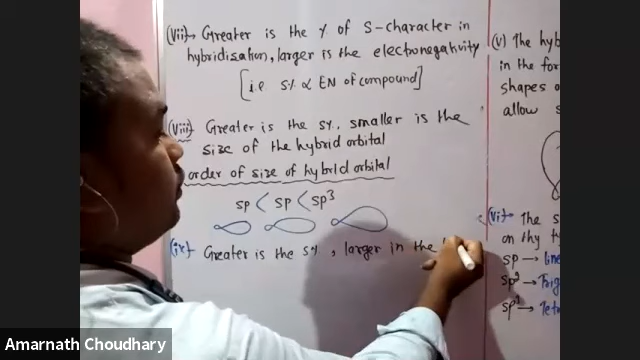 (vii) → Greater is the % of S-character in
hybridisation, larger is the electronegativity
[i.e S% ∝ EN of compound]
(viii) Greater is the S%, smaller is the
size of the hybrid orbital
order of size of hybrid orbital
sp < sp < sp³
(ix) → Greater is the S%, larger in the
(v) The hyb
in the for
shapes o
allow s
(vi) → The s
on thy ty
sp → line
sp² → Trig
sp³ → Tet
Amarnath Choudhary